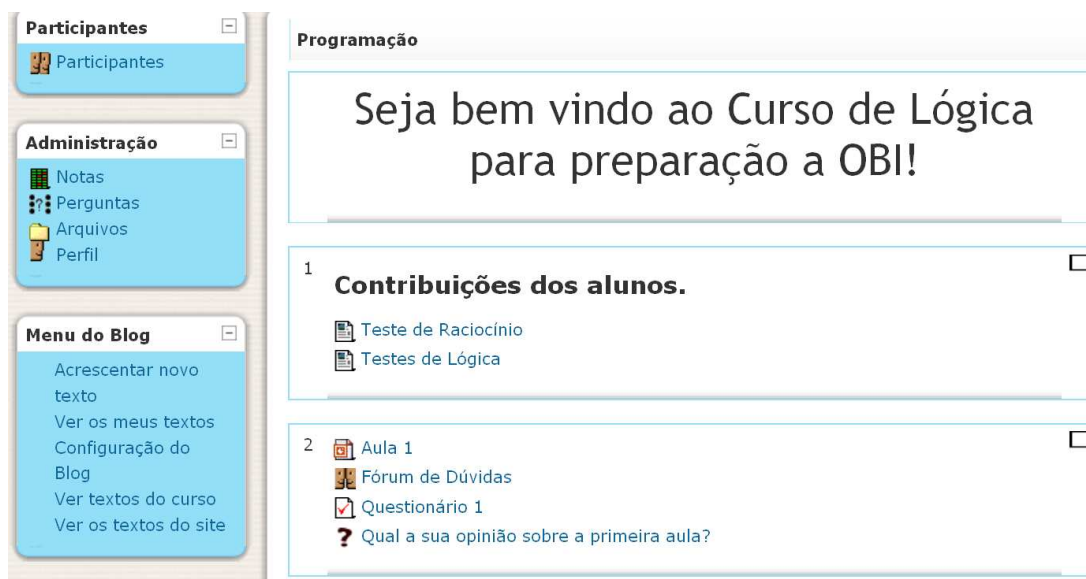 Participantes
Participantes
Administração
Notas
Perguntas
Arquivos
Perfil
Menu do Blog
Acrescentar novo
texto
Ver os meus textos
Configuração do
Blog
Ver textos do curso
Ver os textos do site
Programação
Seja bem vindo ao Curso de Lógica
para preparação a OBI!
1
Contribuições dos alunos.
Teste de Raciocínio
Testes de Lógica
2
Aula 1
Fórum de Dúvidas
Questionário 1
Qual a sua opinião sobre a primeira aula?